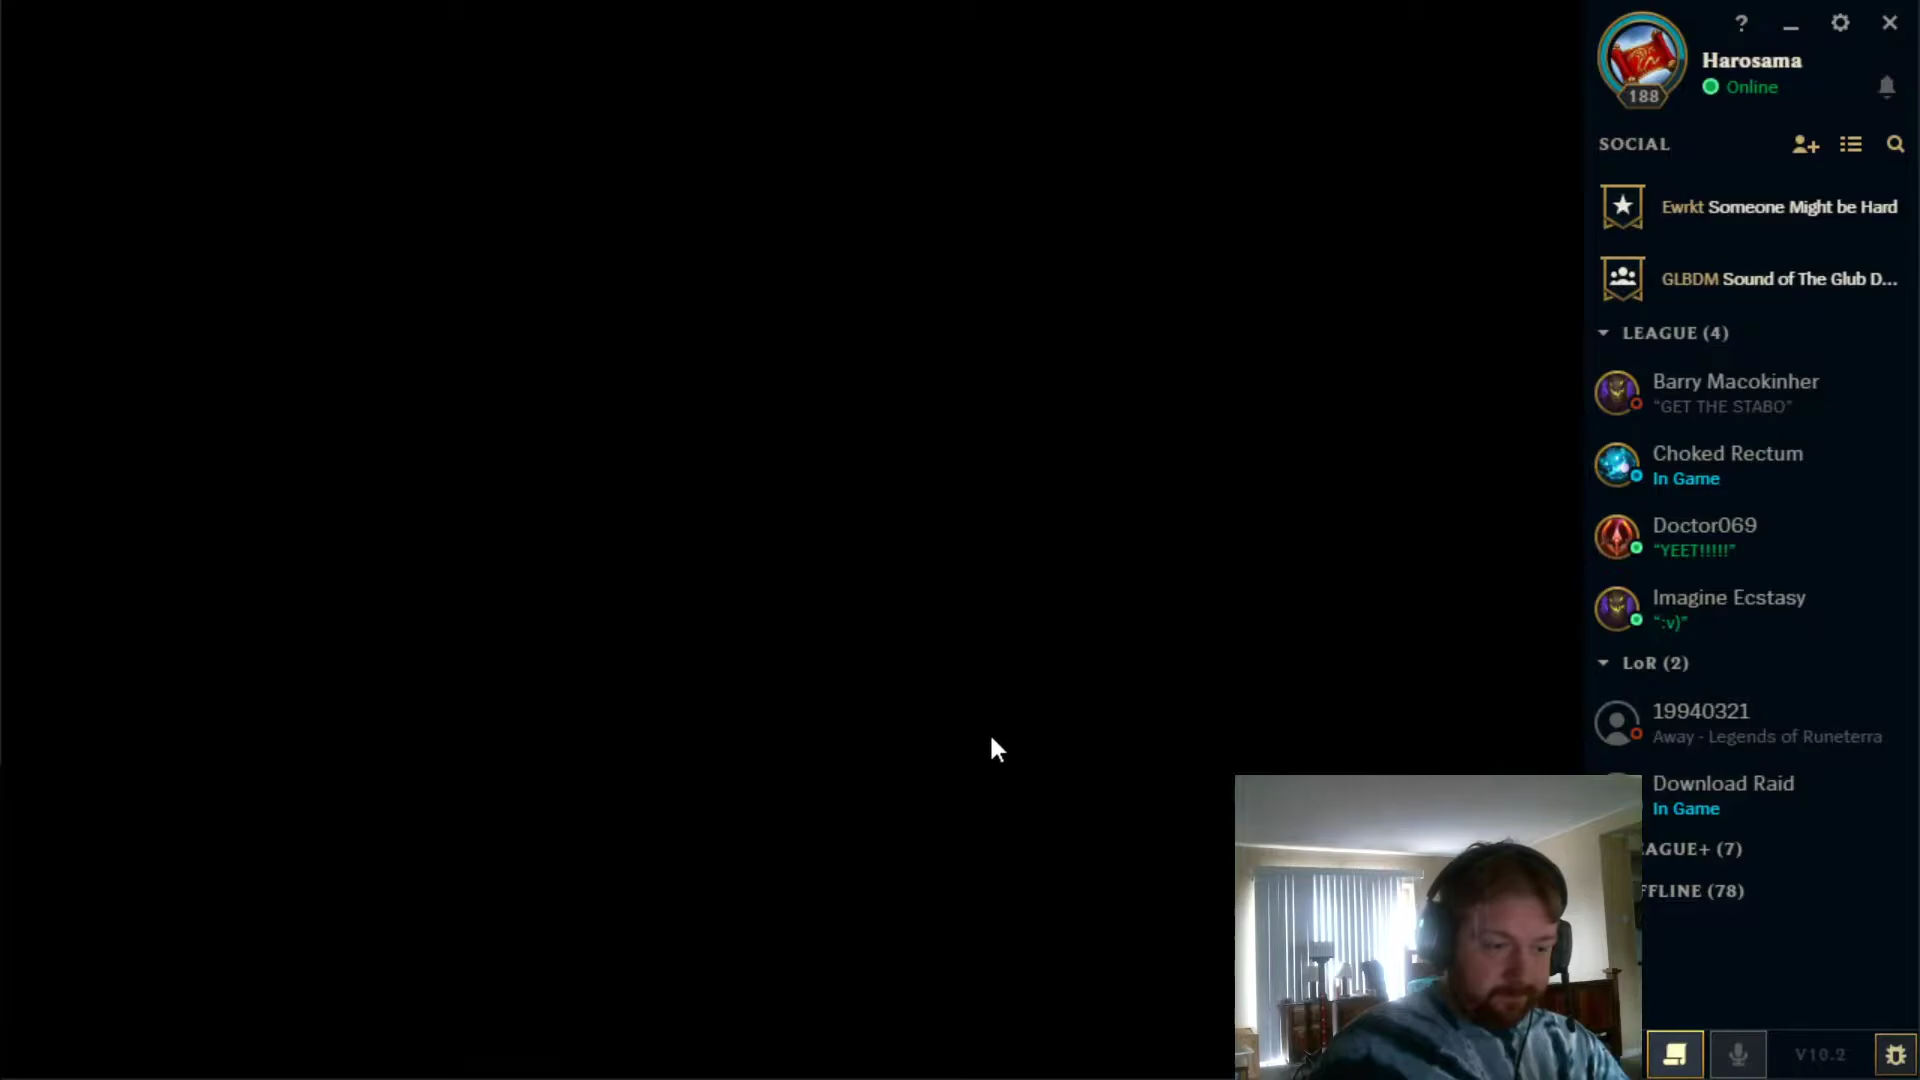 ?
Harosama
188
Online
SOCIAL
Ewrkt Someone Might be Hard
GLBDM Sound of The Glub D...
LEAGUE (4)
Barry Macokinher
“GET THE STABO”
Choked Rectum
In Game
Doctor069
“YEET!!!!!”
Imagine Ecstasy
“:v)”
LoR (2)
19940321
Away - Legends of Runeterra
Download Raid
In Game
AGUE+ (7)
FFLINE (78)
V10.2